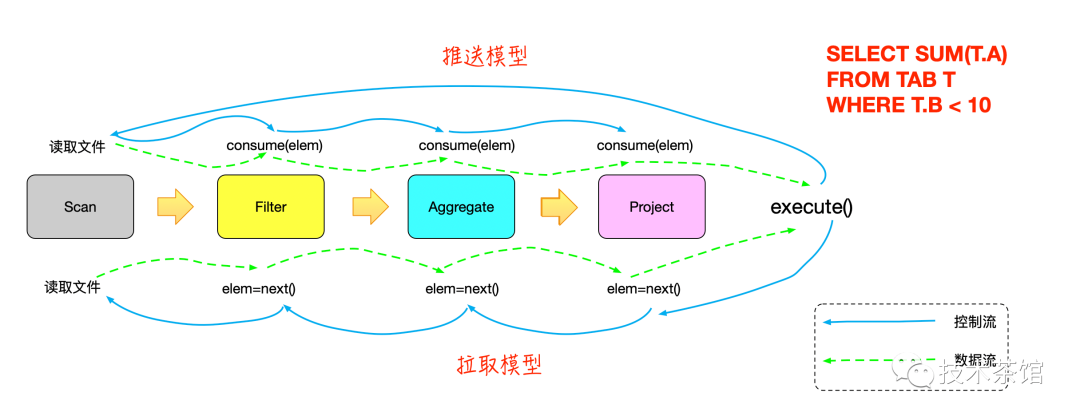 推送模型
SELECT SUM(T.A)
FROM TAB T
WHERE T.B < 10
读取文件
consume(elem)
consume(elem)
consume(elem)
Scan
Filter
Aggregate
Project
execute()
读取文件
elem=next()
elem=next()
elem=next()
拉取模型
控制流
数据流
技术茶馆